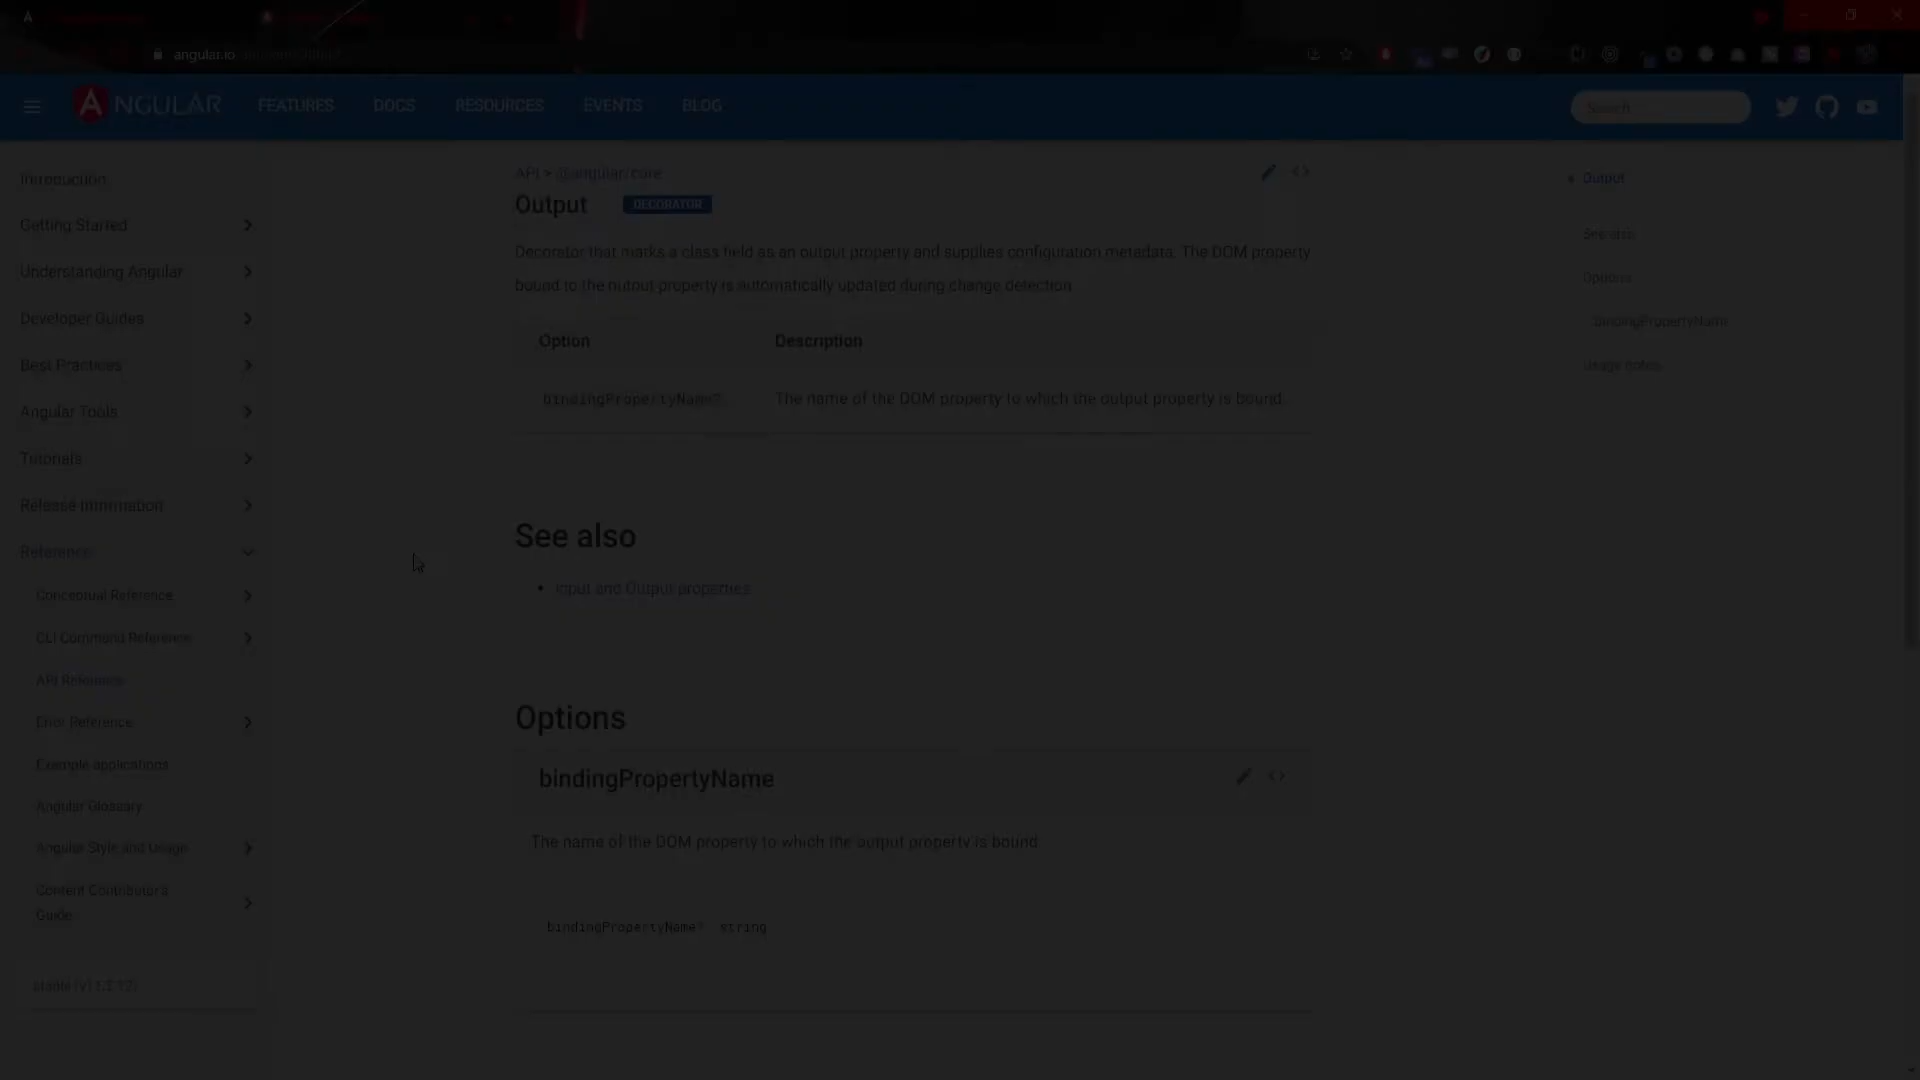 angular.io
ANGULAR
FEATURES
DOCS
RESOURCES
EVENTS
BLOG
Search
Introduction
Getting Started
Understanding Angular
Developer Guides
Best Practices
Angular Tools
Tutorials
Release Information
Reference
Conceptual Reference
CLI Command Reference
API Reference
Error Reference
Example applications
Angular Glossary
Angular Style and Usage
Content Contributor's
Guide
API > @angular/core
Output DECORATOR
Decorator that marks a class field as an output property and supplies configuration metadata. The DOM property
bound to the output property is automatically updated during change detection.
Option Description
bindingPropertyName? The name of the DOM property to which the output property is bound.
See also
• Input and Output properties
Options
bindingPropertyName
The name of the DOM property to which the output property is bound.
bindingPropertyName? string
Output
See also
Options
bindingPropertyName
Usage notes